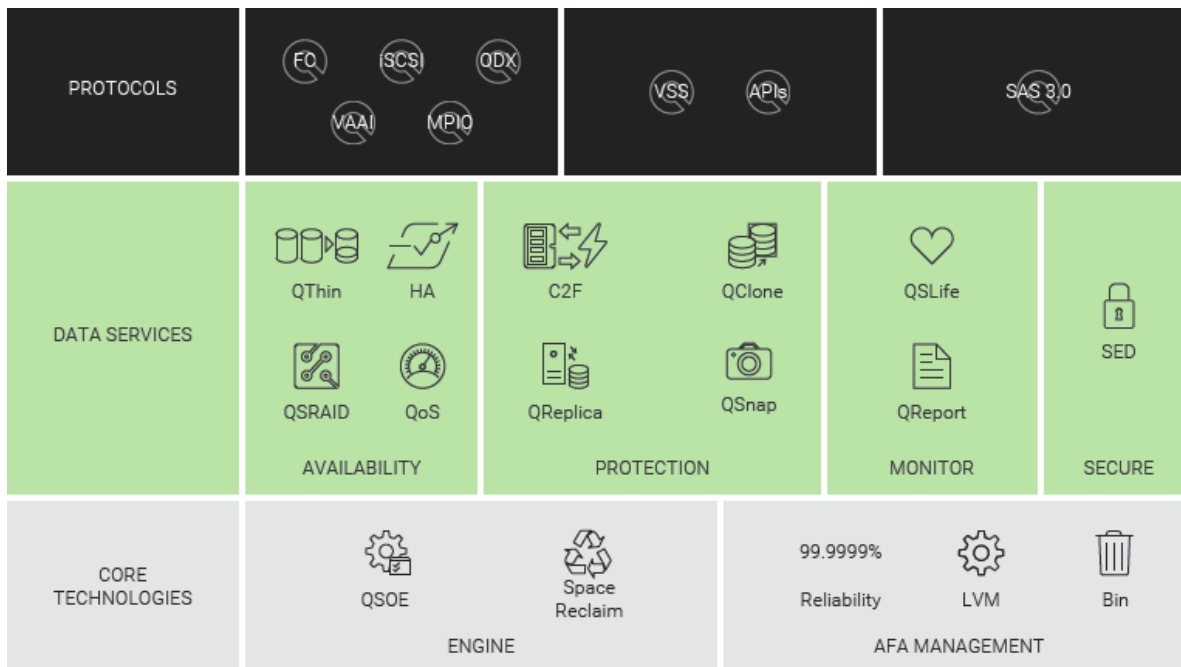 PROTOCOLS
FC
iSCSI
QDX
VAAI
MPIO
VSS
APIs
SAS 3.0
DATA SERVICES
QThin
HA
QSRAID
QoS
AVAILABILITY
C2F
QClone
QReplica
QSnap
PROTECTION
QSLife
QReport
MONITOR
SED
SECURE
CORE
TECHNOLOGIES
QSOE
Space
Reclaim
ENGINE
99.9999%
Reliability
LVM
Bin
AFA MANAGEMENT